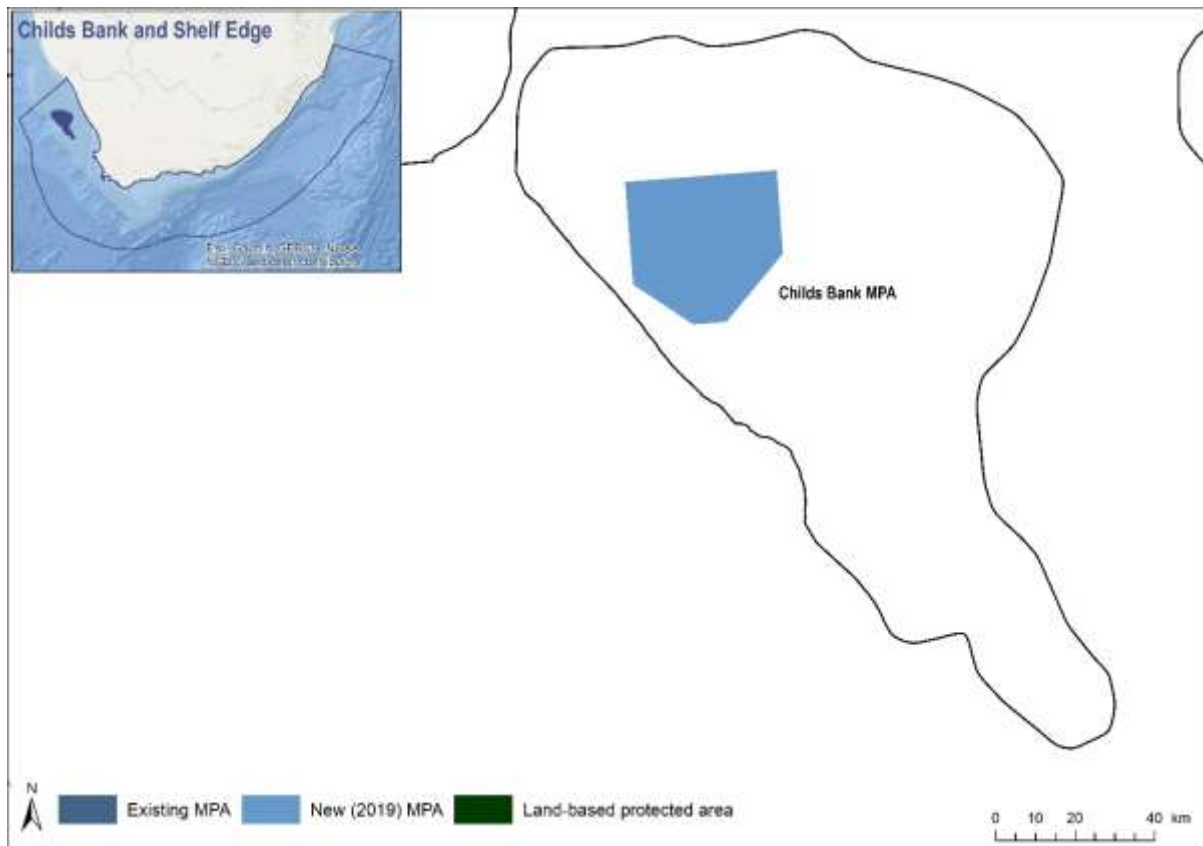 Childs Bank and Shelf Edge
Childs Bank MPA
N
Existing MPA
New (2019) MPA
Land-based protected area
0 10 20 40 km